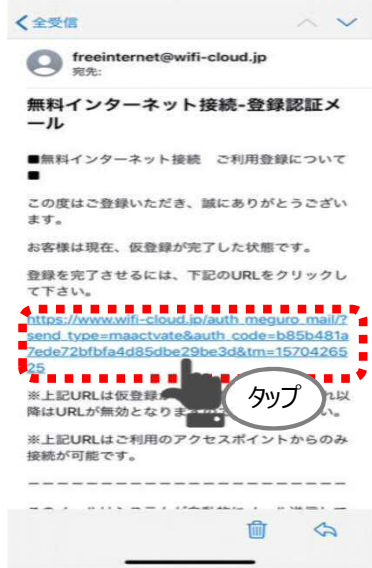 全受信
freeinternet@wifi-cloud.jp
宛先:
無料インターネット接続-登録認証メ
ール
■無料インターネット接続　ご利用登録について
■
この度はご登録いただき、誠にありがとうござい
ます。
お客様は現在、仮登録が完了した状態です。
登録を完了させるには、下記のURLをクリックし
て下さい。
https://www.wifi-cloud.jp/auth_meguro_mail/?
send_type=maactvate&auth_code=b85b481a
7ede72bfbfa4d85dbe29be3d&tm=15704265
25
タップ
※上記URLは仮登録 れ以
降はURLが無効となりま い。
※上記URLはご利用のアクセスポイントからのみ
接続が可能です。